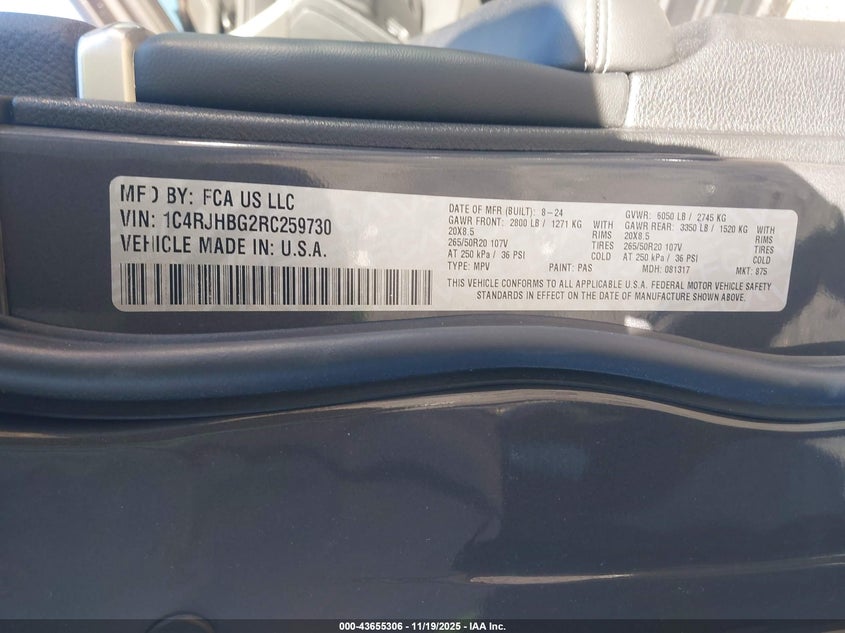 MFD BY: FCA US LLC
VIN: 1C4RJHBG2RC259730
VEHICLE MADE IN: U.S.A.
DATE OF MFR (BUILT): 8-24 GVWR: 6050 LB / 2745 KG
GAWR FRONT: 2800 LB / 1271 KG WITH GAWR REAR: 3350 LB / 1520 KG WITH
20X8.5 RIMS 20X8.5 RIMS
265/50R20 107V TIRES 265/50R20 107V TIRES
AT 250 kPa / 36 PSI COLD AT 250 kPa / 36 PSI COLD
TYPE: MPV PAINT: PAS MDH: 081317 MKT: 875
THIS VEHICLE CONFORMS TO ALL APPLICABLE U.S.A. FEDERAL MOTOR VEHICLE SAFETY
STANDARDS IN EFFECT ON THE DATE OF MANUFACTURE SHOWN ABOVE.
000-43655306 - 11/19/2025 - IAA Inc.